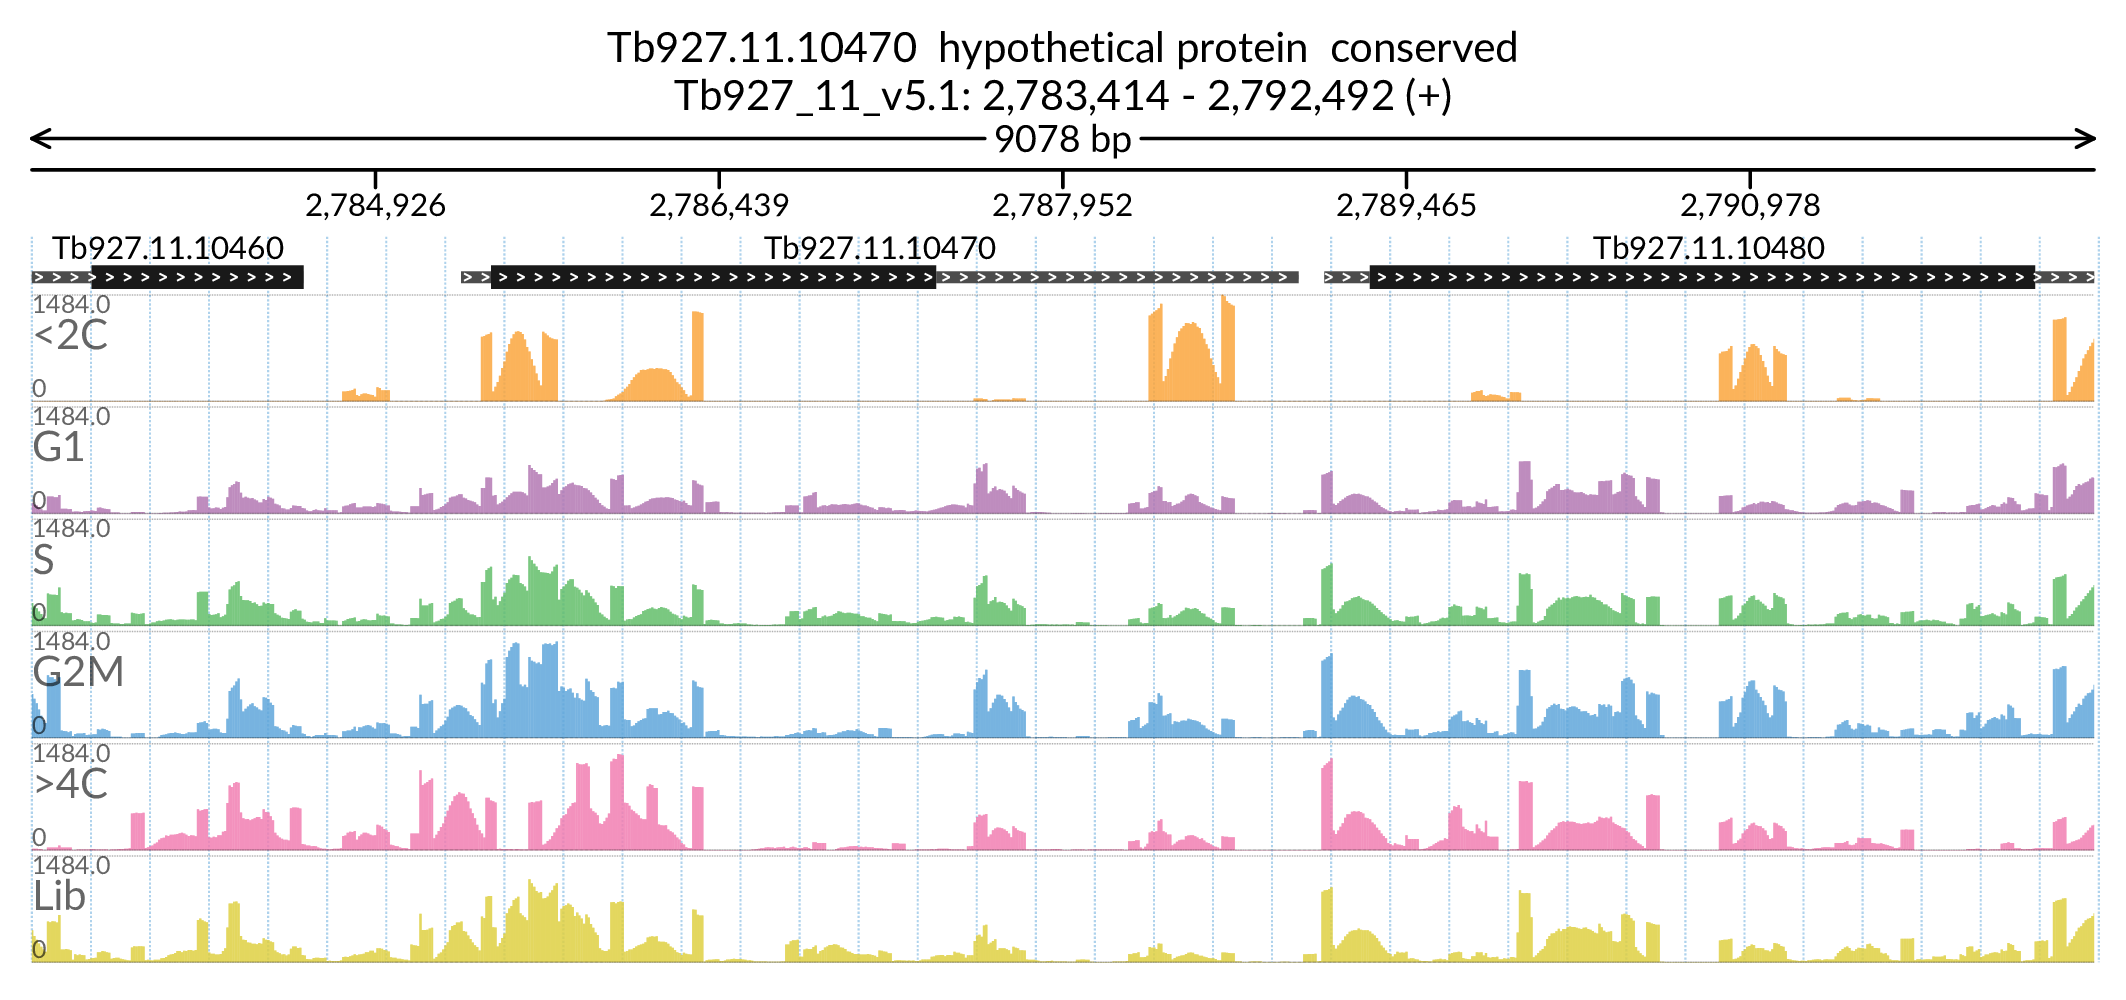 Tb927.11.10470 hypothetical protein conserved
Tb927_11_v5.1: 2,783,414 - 2,792,492 (+)
9078 bp
2,784,926 2,786,439 2,787,952 2,789,465 2,790,978
Tb927.11.10460 Tb927.11.10470 Tb927.11.10480
1484.0
<2C
0
1484.0
G1
0
1484.0
S
0
1484.0
G2M
0
1484.0
>4C
0
1484.0
Lib
0